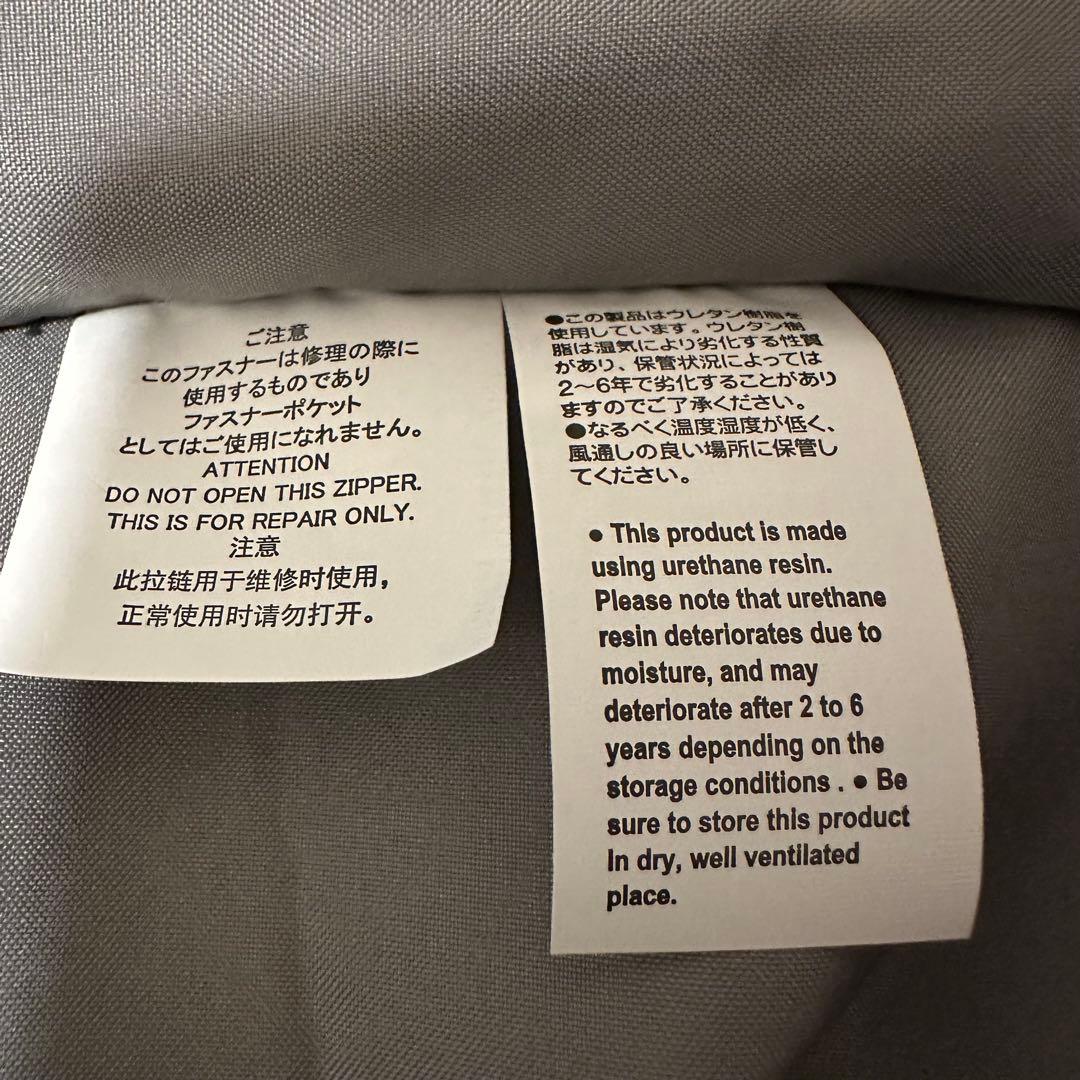 ご注意
このファスナーは修理の際に
使用するものであり
ファスナーポケット
としてはご使用になれません。
ATTENTION
DO NOT OPEN THIS ZIPPER.
THIS IS FOR REPAIR ONLY.
注意
此拉链用于维修时使用，
正常使用时请勿打开。
●この製品はウレタン樹脂を
使用しています。ウレタン樹
脂は湿気により劣化する性質
があり、保管状況によっては
2～6年で劣化することがあり
ますのでご了承ください。
●なるべく温度湿度が低く、
風通しの良い場所に保管し
てください。
● This product is made
using urethane resin.
Please note that urethane
resin deteriorates due to
moisture, and may
deteriorate after 2 to 6
years depending on the
storage conditions . ● Be
sure to store this product
In dry, well ventilated
place.